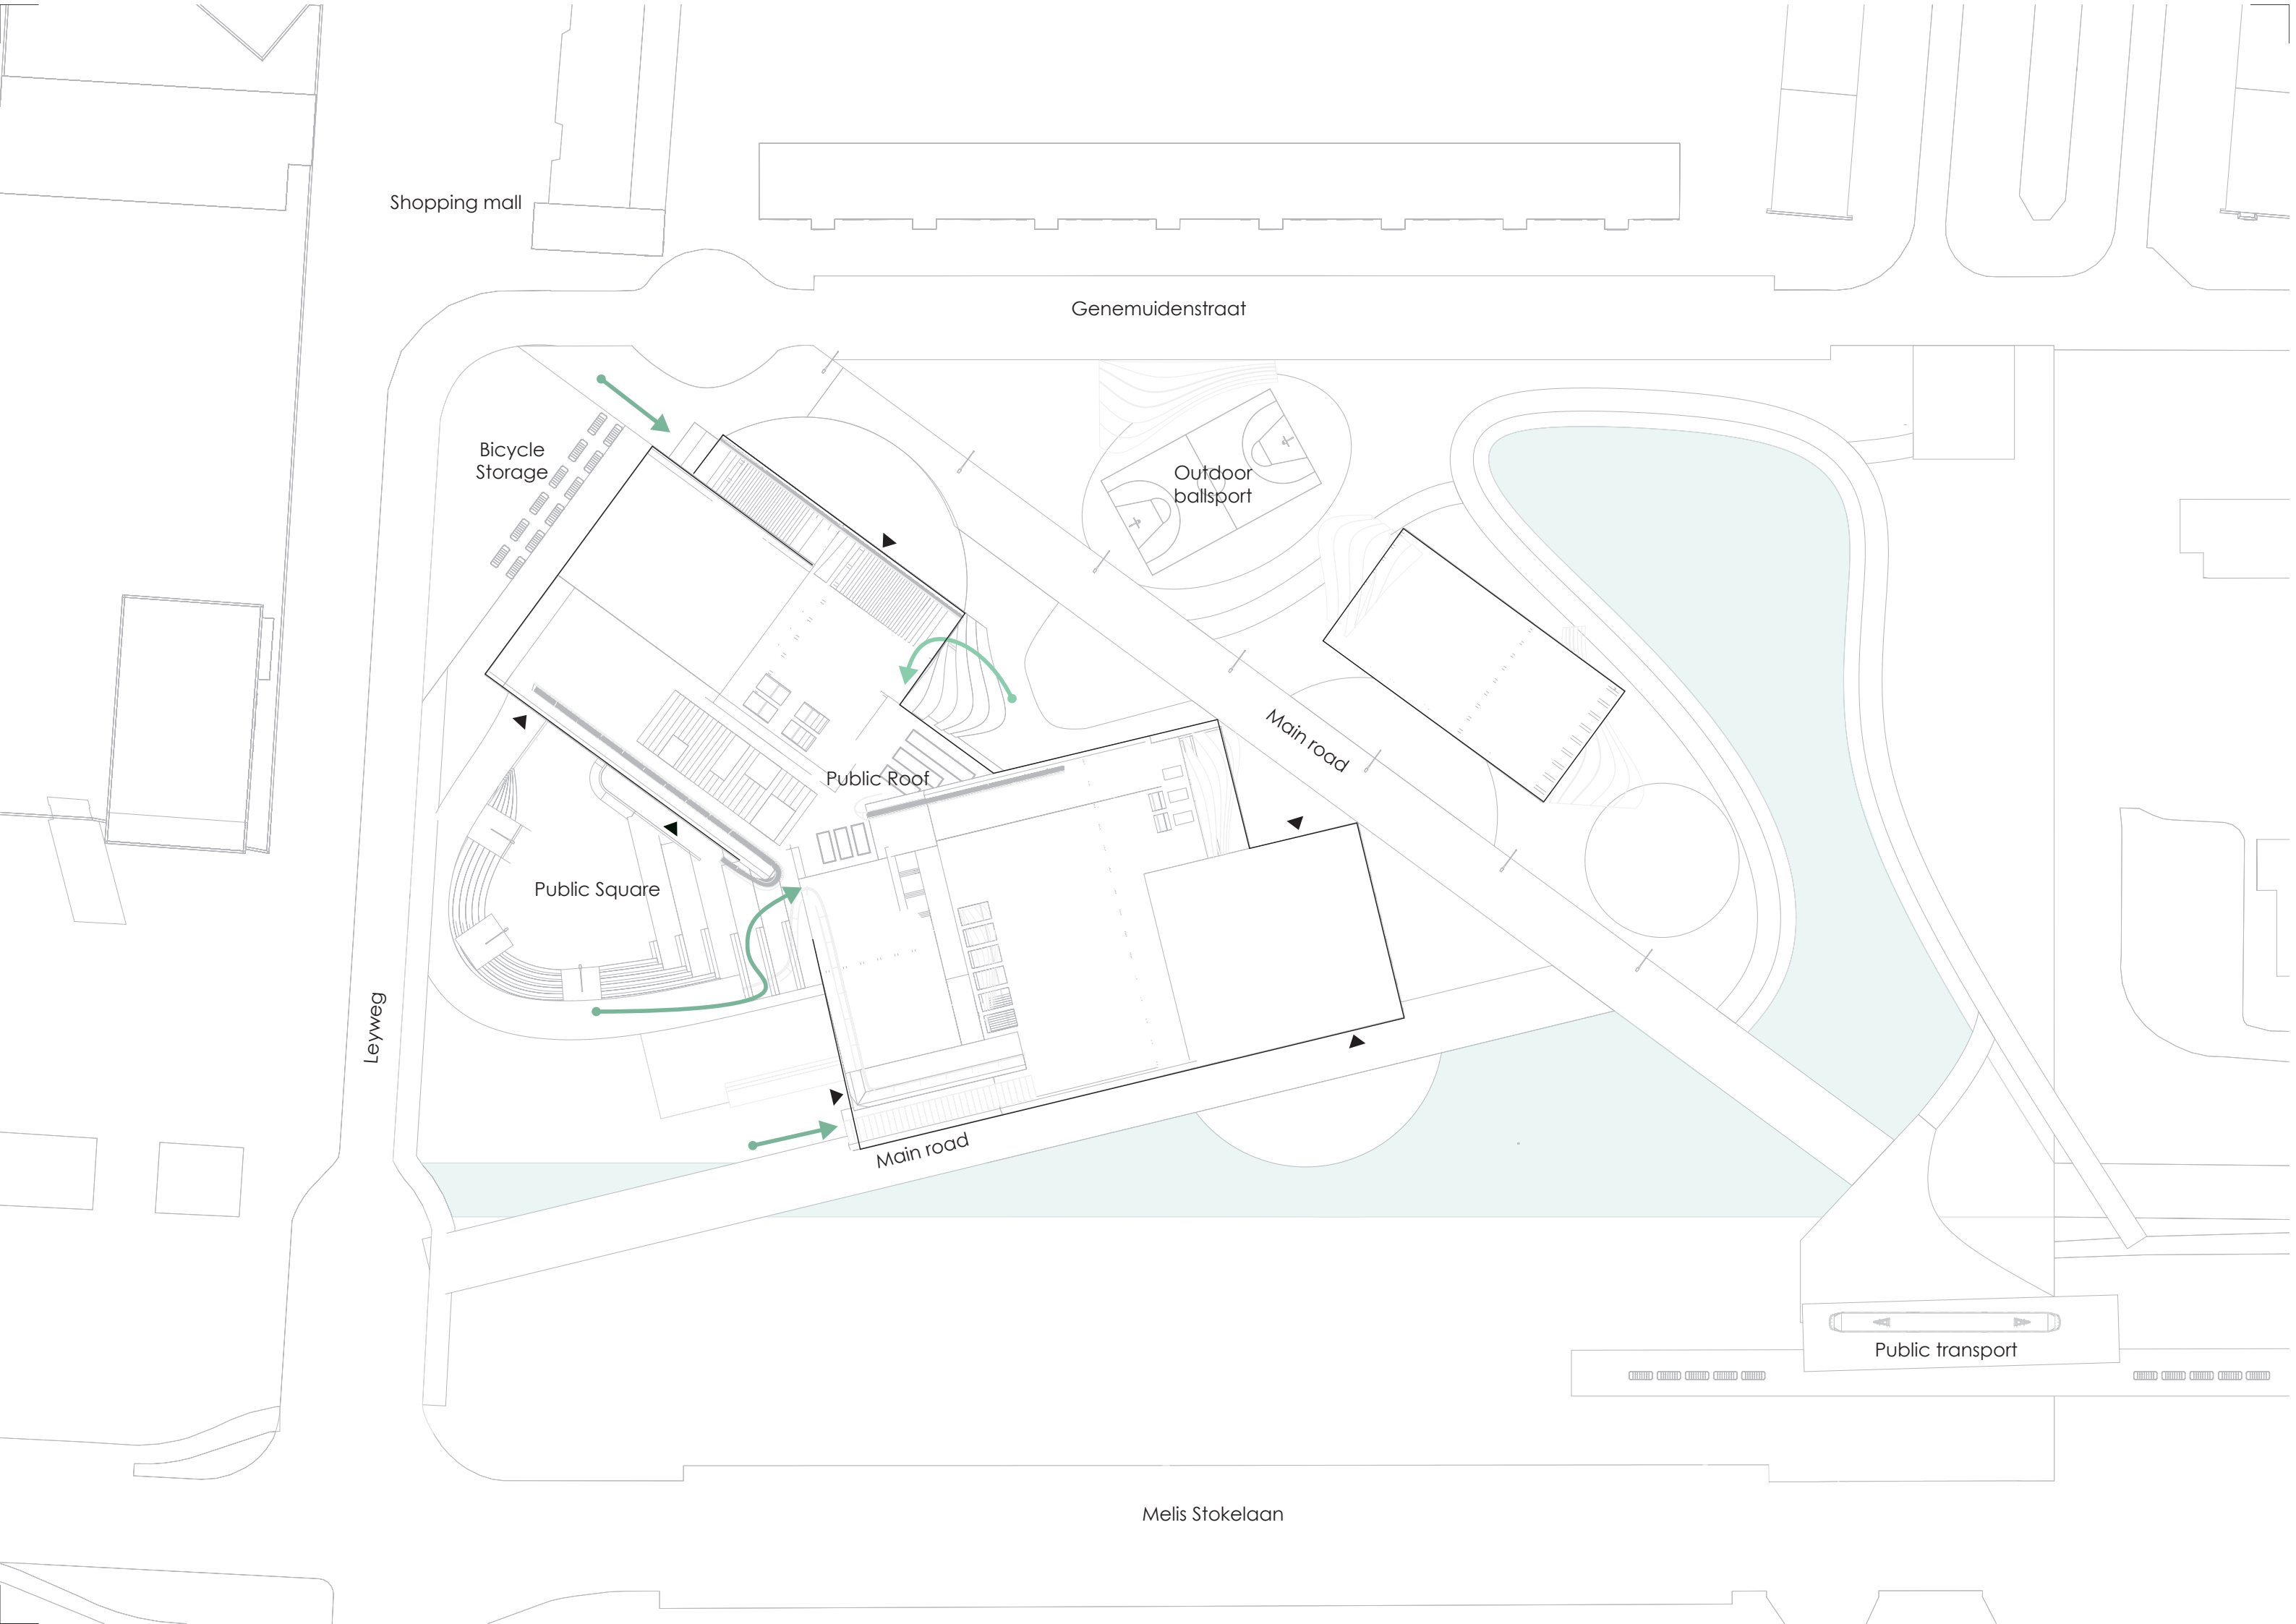 Shopping mall
Genemuidenstraat
Bicycle
Storage
Outdoor
ballsport
Main road
Public Roof
Public Square
Leyweg
Main road
Public transport
Melis Stokelaan